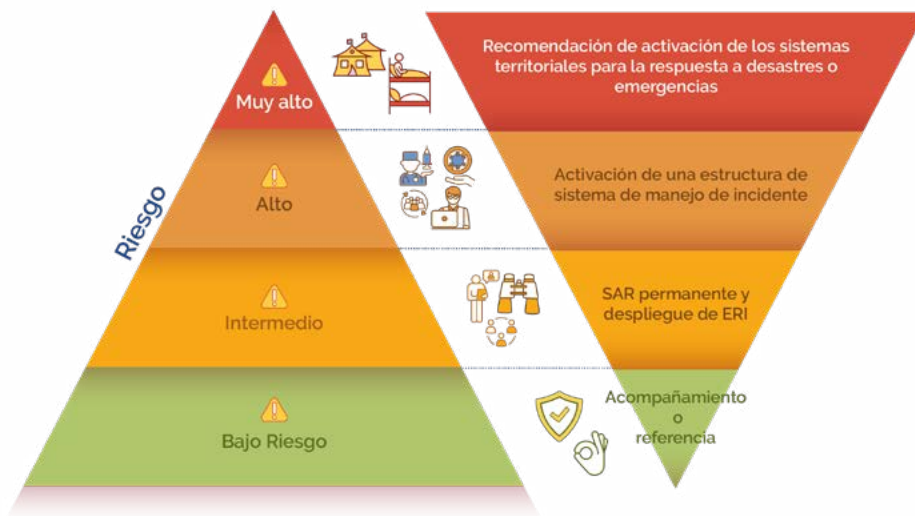 Riesgo
Muy alto
Recomendación de activación de los sistemas
territoriales para la respuesta a desastres o
emergencias
Alto
Activación de una estructura de
sistema de manejo de incidente
Intermedio
SAR permanente y
despliegue de ERI
Bajo Riesgo
Acompañamiento
o
referencia